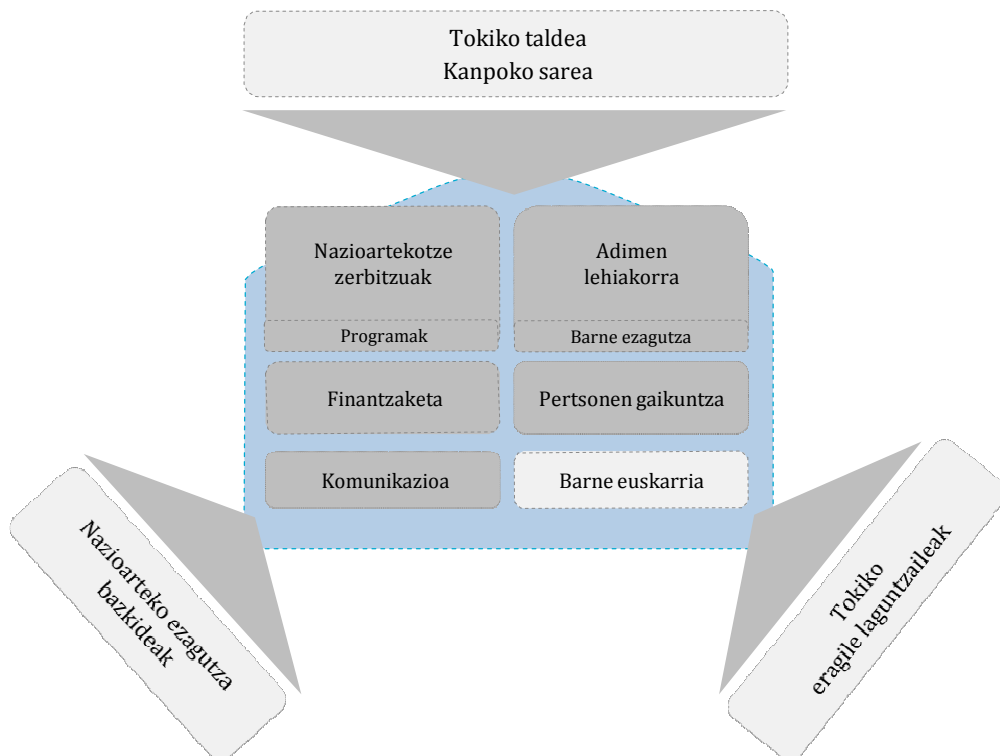 Tokiko taldea
Kanpoko sarea
Nazioartekotze
zerbitzuak
Adimen
lehiakorra
Programak
Barne ezagutza
Finantzaketa
Pertsonen gaikuntza
Komunikazioa
Barne euskarria
Nazioarteko ezagutza
bazkideak
Tokiko
eragile laguntzaileak